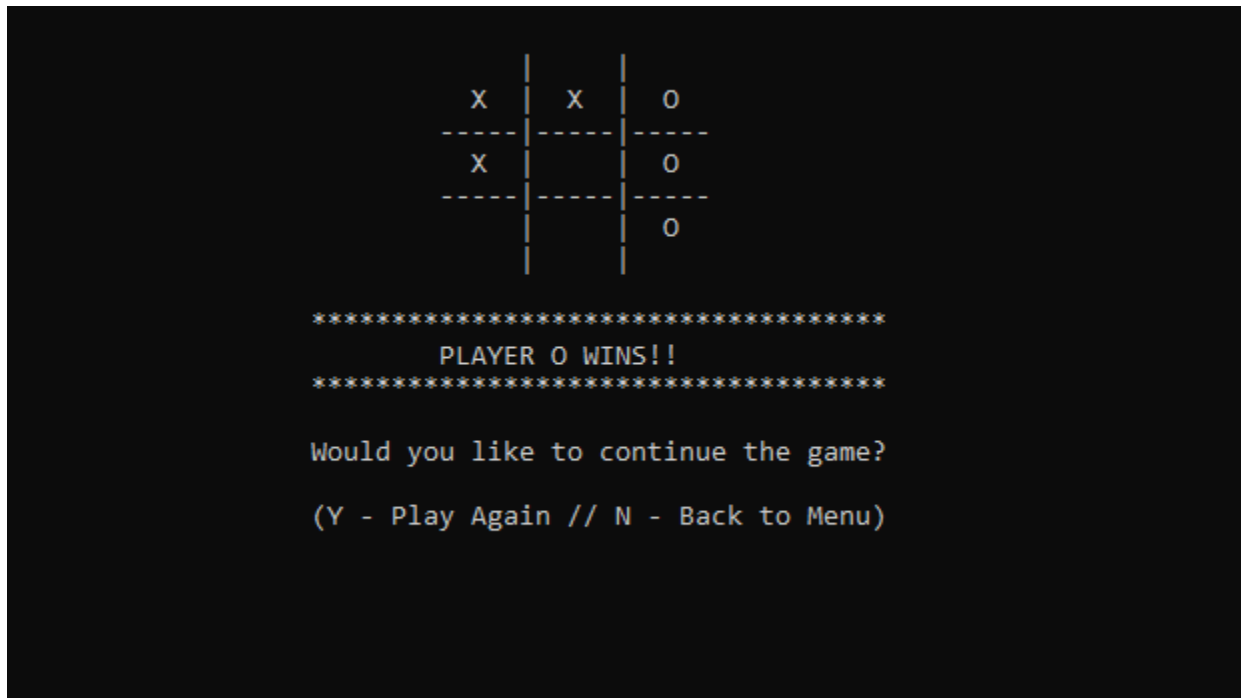 |     |
  X  |  X  |  O
-----|-----|-----
  X  |     |  O
-----|-----|-----
     |     |  O
     |     |
************************************
PLAYER O WINS!!
************************************
Would you like to continue the game?
(Y - Play Again // N - Back to Menu)